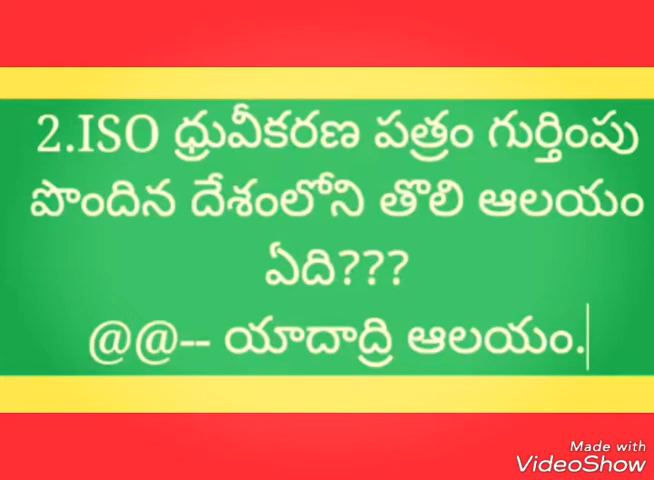 2.ISO ధ్రువీకరణ పత్రం గుర్తింపు
పొందిన దేశంలోని తొలి ఆలయం
ఏది???
@@-- యాదాద్రి ఆలయం.
Made with
VideoShow